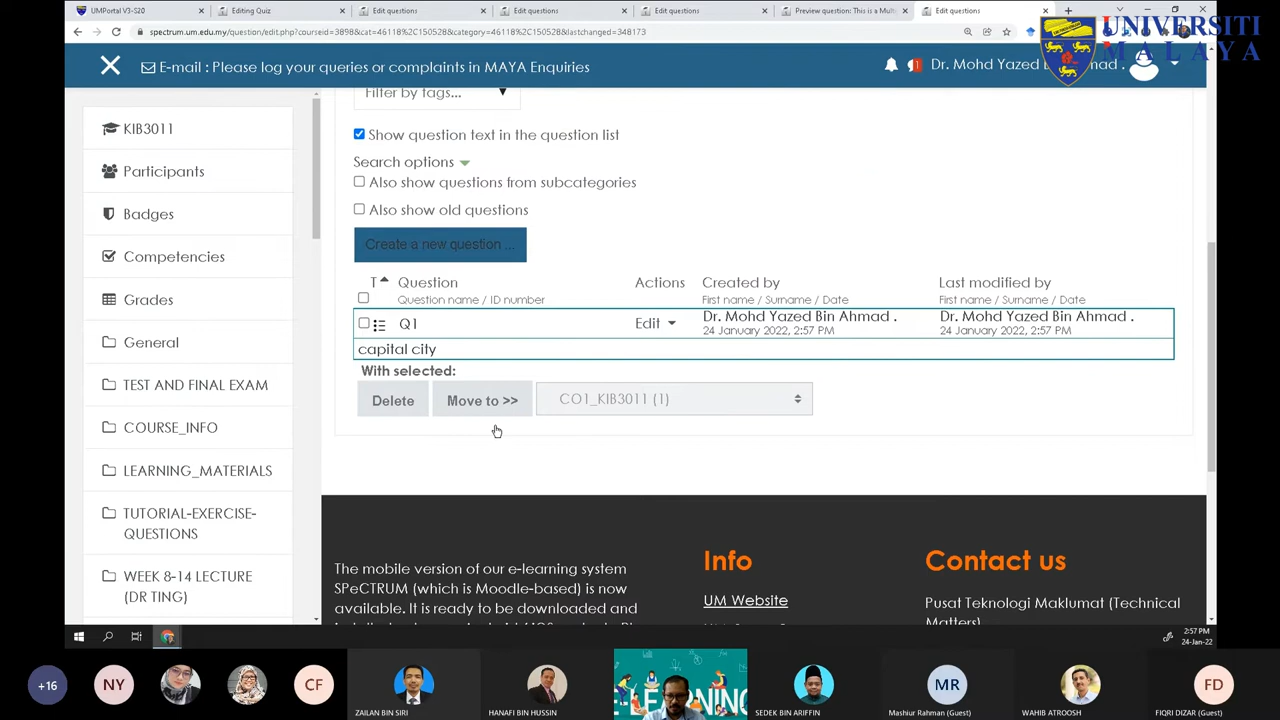 UMPortal V3-S20
Editing Quiz
Edit questions
Edit questions
Edit questions
Preview question: This is a Mult
Edit questions
spectrum.um.edu.my/question/edit.php?courseid=3898&cat=46118%2C150528&category=46118%2C150528&lastchanged=348173
UNIVERSITI
MALAYA
E-mail : Please log your queries or complaints in MAYA Enquiries
1
Dr. Mohd Yazed Bin Ahmad .
KIB3011
Participants
Badges
Competencies
Grades
General
TEST AND FINAL EXAM
COURSE_INFO
LEARNING_MATERIALS
TUTORIAL-EXERCISE-
QUESTIONS
WEEK 8-14 LECTURE
(DR TING)
Filter by tags...
Show question text in the question list
Search options
Also show questions from subcategories
Also show old questions
Create a new question ...
T Question Actions Created by Last modified by
Question name / ID number First name / Surname / Date First name / Surname / Date
Q1 Edit Dr. Mohd Yazed Bin Ahmad . Dr. Mohd Yazed Bin Ahmad .
24 January 2022, 2:57 PM 24 January 2022, 2:57 PM
capital city
With selected:
Delete Move to >> CO1_KIB3011 (1)
The mobile version of our e-learning system
SPeCTRUM (which is Moodle-based) is now
available. It is ready to be downloaded and
Info
UM Website
Contact us
Pusat Teknologi Maklumat (Technical
Matters)
2:57 PM
24-Jan-22
+16
NY
CF
ZAILAN BIN SIRI
HANAFI BIN HUSSIN
E-LEARNING
SEDEK BIN ARIFFIN
MR
Mashiur Rahman (Guest)
WAHIB ATROOSH
FD
FIQRI DIZAR (Guest)